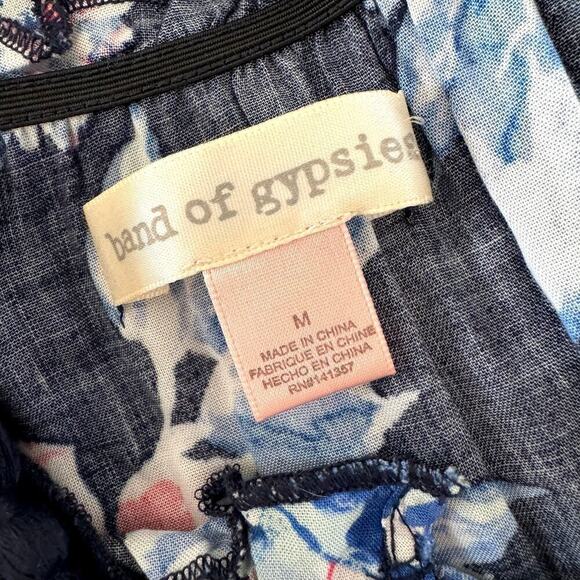 band of gypsies
M
MADE IN CHINA
FABRIQUE EN CHINE
HECHO EN CHINA
RN#141357